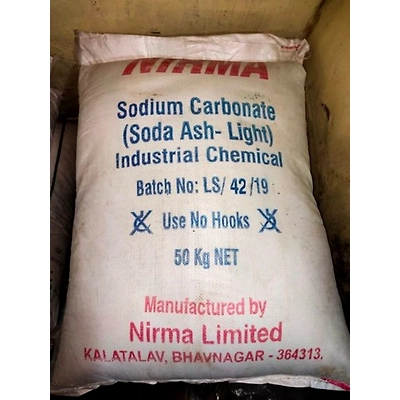 NIRMA
Sodium Carbonate
(Soda Ash- Light)
Industrial Chemical
Batch No: LS/ 42 /19
Use No Hooks
50 Kg NET
Manufactured by
Nirma Limited
KALATALAV, BHAVNAGAR - 364313,